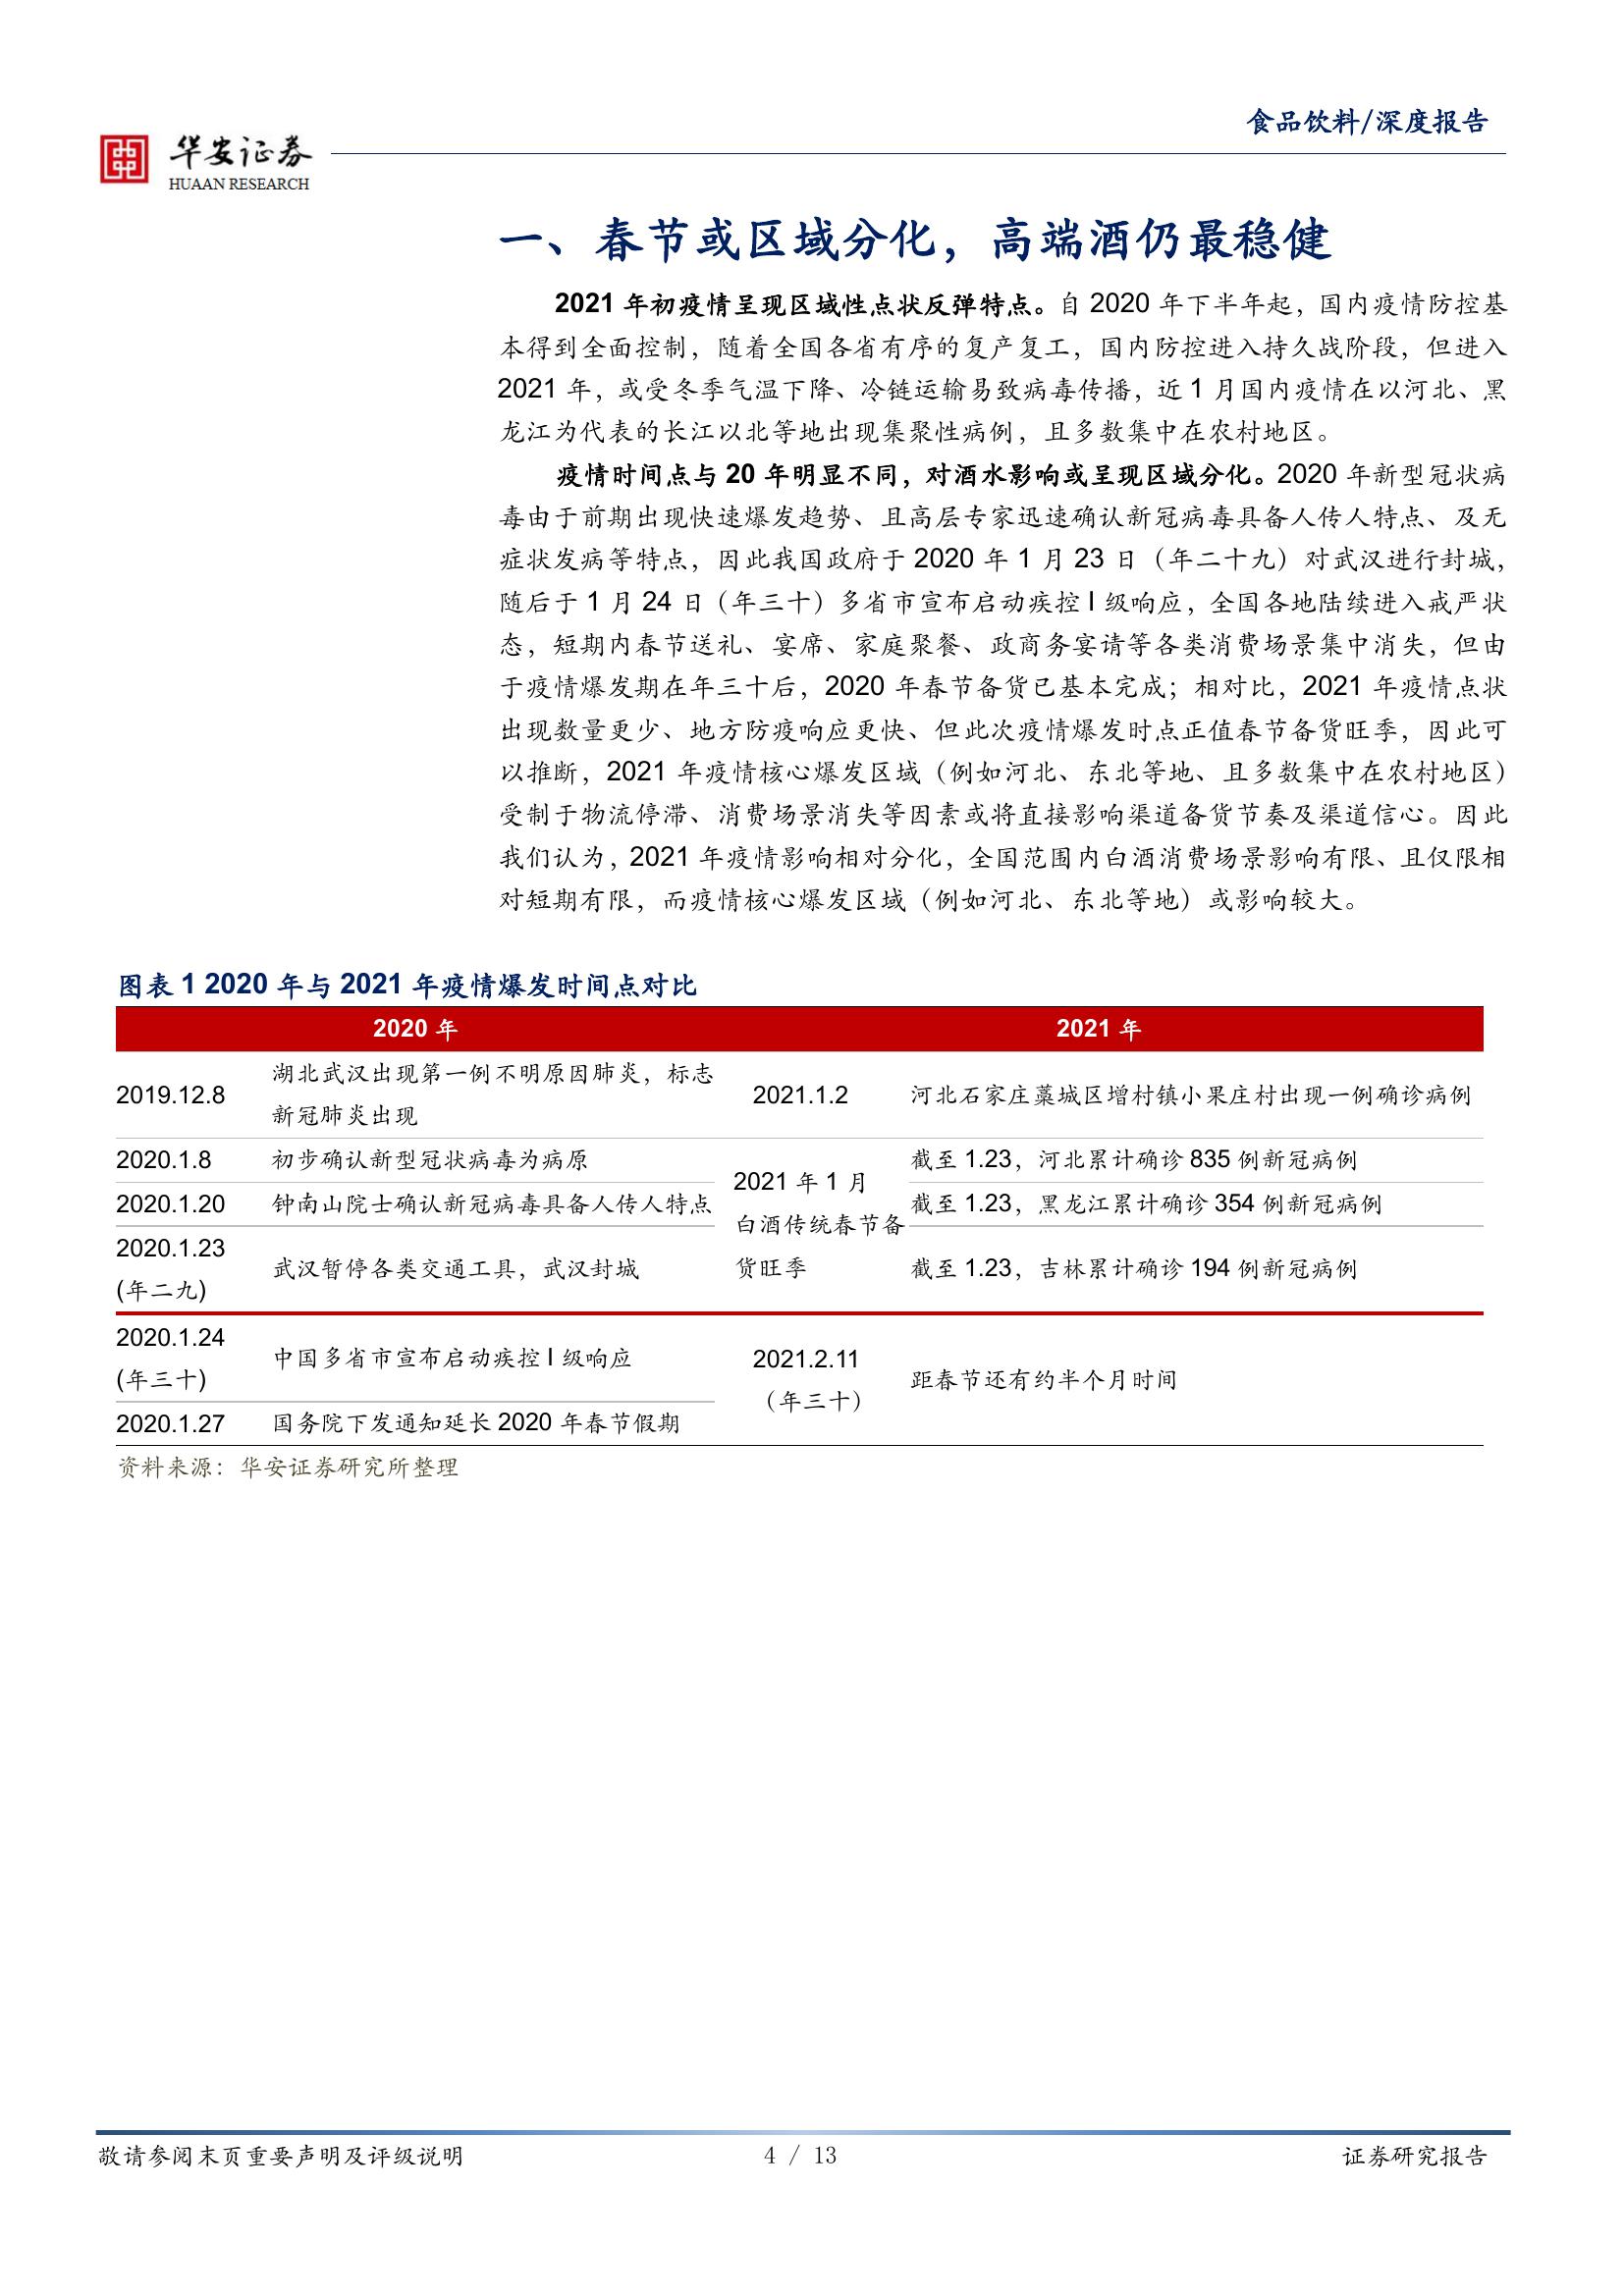 食品饮料/深度报告
华安证券
HUAAN RESEARCH
一、春节或区域分化，高端酒仍最稳健
2021 年初疫情呈现区域性点状反弹特点。自 2020 年下半年起，国内疫情防控基
本得到全面控制，随着全国各省有序的复产复工，国内防控进入持久战阶段，但进入
2021 年，或受冬季气温下降、冷链运输易致病毒传播，近 1 月国内疫情在以河北、黑
龙江为代表的长江以北等地出现集聚性病例，且多数集中在农村地区。
疫情时间点与 20 年明显不同，对酒水影响或呈现区域分化。2020 年新型冠状病
毒由于前期出现快速爆发趋势、且高层专家迅速确认新冠病毒具备人传人特点、及无
症状发病等特点，因此我国政府于 2020 年 1 月 23 日（年二十九）对武汉进行封城，
随后于 1 月 24 日（年三十）多省市宣布启动疾控 I 级响应，全国各地陆续进入戒严状
态，短期内春节送礼、宴席、家庭聚餐、政商务宴请等各类消费场景集中消失，但由
于疫情爆发期在年三十后，2020 年春节备货已基本完成；相对比，2021 年疫情点状
出现数量更少、地方防疫响应更快、但此次疫情爆发时点正值春节备货旺季，因此可
以推断，2021 年疫情核心爆发区域（例如河北、东北等地、且多数集中在农村地区）
受制于物流停滞、消费场景消失等因素或将直接影响渠道备货节奏及渠道信心。因此
我们认为，2021 年疫情影响相对分化，全国范围内白酒消费场景影响有限、且仅限相
对短期有限，而疫情核心爆发区域（例如河北、东北等地）或影响较大。
图表 1 2020 年与 2021 年疫情爆发时间点对比
2020 年 2021 年
2019.12.8
湖北武汉出现第一例不明原因肺炎，标志
新冠肺炎出现
2021.1.2
河北石家庄藁城区增村镇小果庄村出现一例确诊病例
2020.1.8
初步确认新型冠状病毒为病原
2021 年 1 月
白酒传统春节备
货旺季
截至 1.23，河北累计确诊 835 例新冠病例
2020.1.20
钟南山院士确认新冠病毒具备人传人特点
截至 1.23，黑龙江累计确诊 354 例新冠病例
2020.1.23
(年二九)
武汉暂停各类交通工具，武汉封城
截至 1.23，吉林累计确诊 194 例新冠病例
2020.1.24
(年三十)
中国多省市宣布启动疾控 I 级响应
2021.2.11
（年三十）
距春节还有约半个月时间
2020.1.27
国务院下发通知延长 2020 年春节假期
资料来源：华安证券研究所整理
敬请参阅末页重要声明及评级说明
4 / 13
证券研究报告